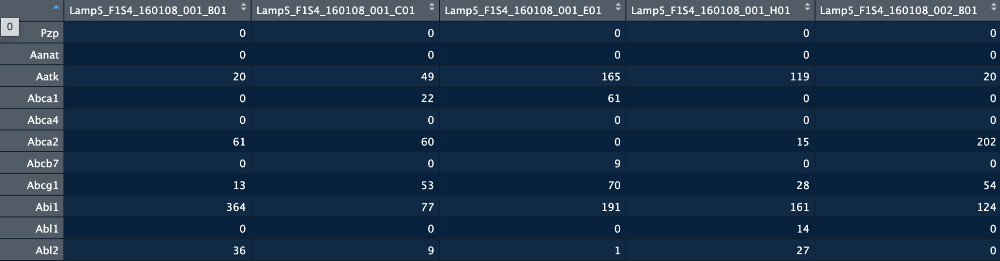 Lamp5_F1S4_160108_001_B01 Lamp5_F1S4_160108_001_C01 Lamp5_F1S4_160108_001_E01 Lamp5_F1S4_160108_001_H01 Lamp5_F1S4_160108_002_B01
0
Pzp 0 0 0 0 0
Aanat 0 0 0 0 0
Aatk 20 49 165 119 20
Abca1 0 22 61 0 0
Abca4 0 0 0 0 0
Abca2 61 60 0 15 202
Abcb7 0 0 9 0 0
Abcg1 13 53 70 28 54
Abi1 364 77 191 161 124
Abl1 0 0 0 14 0
Abl2 36 9 1 27 0